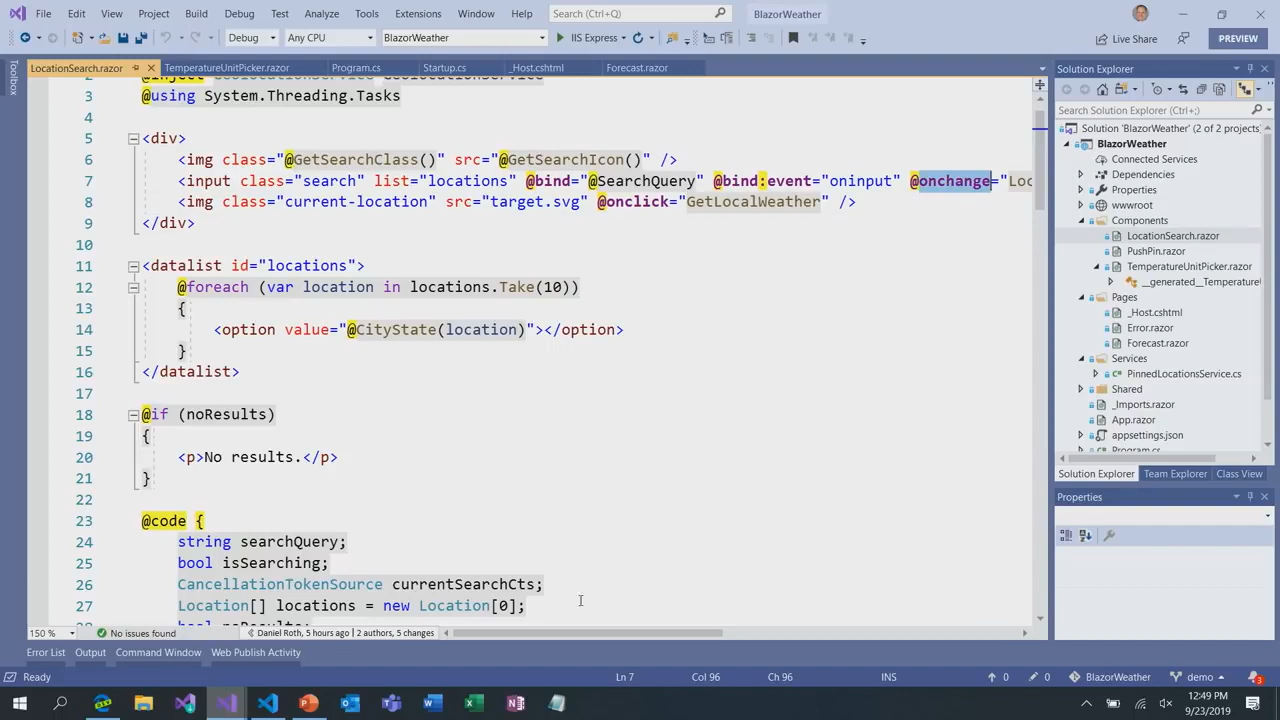 File Edit View Project Build Debug Test Analyze Tools Extensions Window Help Search (Ctrl+Q) BlazorWeather
Debug Any CPU BlazorWeather IIS Express Live Share PREVIEW
Toolbox
LocationSearch.razor TemperatureUnitPicker.razor Program.cs Startup.cs _Host.cshtml Forecast.razor
3 @using System.Threading.Tasks
4
5 <div>
6 <img class="@GetSearchClass()" src="@GetSearchIcon()" />
7 <input class="search" list="locations" @bind="@SearchQuery" @bind:event="oninput" @onchange="Loc
8 <img class="current-location" src="target.svg" @onclick="GetLocalWeather" />
9 </div>
10
11 <datalist id="locations">
12 @foreach (var location in locations.Take(10))
13 {
14 <option value="@CityState(location)"></option>
15 }
16 </datalist>
17
18 @if (noResults)
19 {
20 <p>No results.</p>
21 }
22
23 @code {
24 string searchQuery;
25 bool isSearching;
26 CancellationTokenSource currentSearchCts;
27 Location[] locations = new Location[0];
150 % No issues found Daniel Roth, 5 hours ago | 2 authors, 5 changes
Solution Explorer
Search Solution Explorer (Ctrl+;)
Solution 'BlazorWeather' (2 of 2 projects)
BlazorWeather
Connected Services
Dependencies
Properties
wwwroot
Components
LocationSearch.razor
PushPin.razor
TemperatureUnitPicker.razor
__generated__Temperature
Pages
_Host.cshtml
Error.razor
Forecast.razor
Services
PinnedLocationsService.cs
Shared
_Imports.razor
App.razor
appsettings.json
Program.cs
Solution Explorer Team Explorer Class View
Properties
Error List Output Command Window Web Publish Activity
Ready Ln 7 Col 96 Ch 96 INS 0 0 BlazorWeather demo 3
12:49 PM
9/23/2019